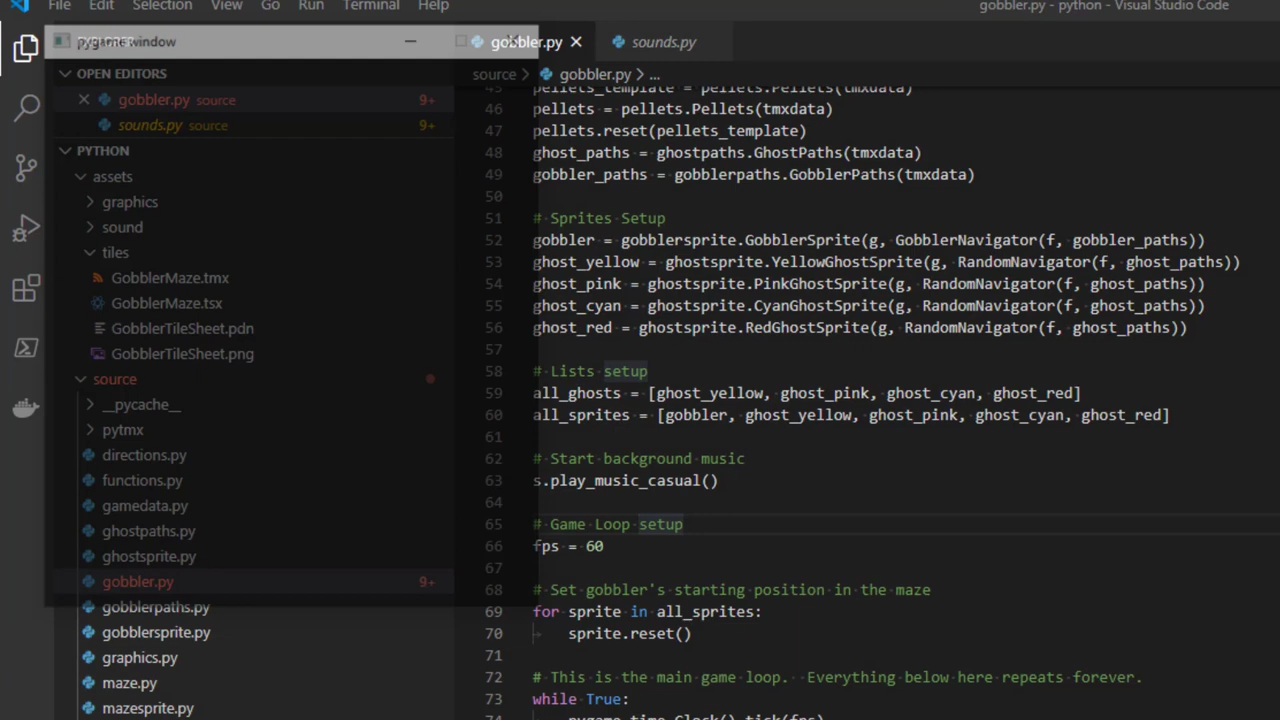 File Edit Selection View Go Run Terminal Help
gobbler.py - python - Visual Studio Code
pygame window
gobbler.py
sounds.py
OPEN EDITORS
gobbler.py source 9+
sounds.py source 9+
PYTHON
assets
graphics
sound
tiles
GobblerMaze.tmx
GobblerMaze.tsx
GobblerTileSheet.pdn
GobblerTileSheet.png
source
__pycache__
pytmx
directions.py
functions.py
gamedata.py
ghostpaths.py
ghostsprite.py
gobbler.py 9+
gobblerpaths.py
gobblersprite.py
graphics.py
maze.py
mazesprite.py
source > gobbler.py > ...
45 pellets_template = pellets.Pellets(tmxdata)
46 pellets = pellets.Pellets(tmxdata)
47 pellets.reset(pellets_template)
48 ghost_paths = ghostpaths.GhostPaths(tmxdata)
49 gobbler_paths = gobblerpaths.GobblerPaths(tmxdata)
50
51 # Sprites Setup
52 gobbler = gobblersprite.GobblerSprite(g, GobblerNavigator(f, gobbler_paths))
53 ghost_yellow = ghostsprite.YellowGhostSprite(g, RandomNavigator(f, ghost_paths))
54 ghost_pink = ghostsprite.PinkGhostSprite(g, RandomNavigator(f, ghost_paths))
55 ghost_cyan = ghostsprite.CyanGhostSprite(g, RandomNavigator(f, ghost_paths))
56 ghost_red = ghostsprite.RedGhostSprite(g, RandomNavigator(f, ghost_paths))
57
58 # Lists setup
59 all_ghosts = [ghost_yellow, ghost_pink, ghost_cyan, ghost_red]
60 all_sprites = [gobbler, ghost_yellow, ghost_pink, ghost_cyan, ghost_red]
61
62 # Start background music
63 s.play_music_casual()
64
65 # Game Loop setup
66 fps = 60
67
68 # Set gobbler's starting position in the maze
69 for sprite in all_sprites:
70 sprite.reset()
71
72 # This is the main game loop.  Everything below here repeats forever.
73 while True:
74 pygame.time.Clock().tick(fps)